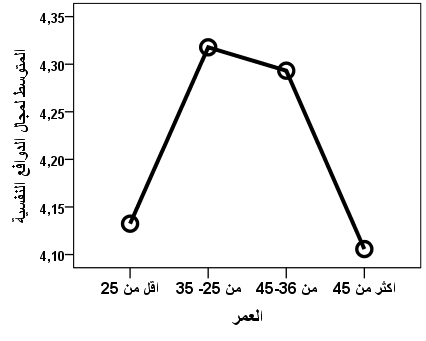 المتوسط لمجال الدوافع النفسية
4,35
4,30
4,25
4,20
4,15
4,10
اقل من 25
من 25- 35
من 36-45
اكثر من 45
العمر